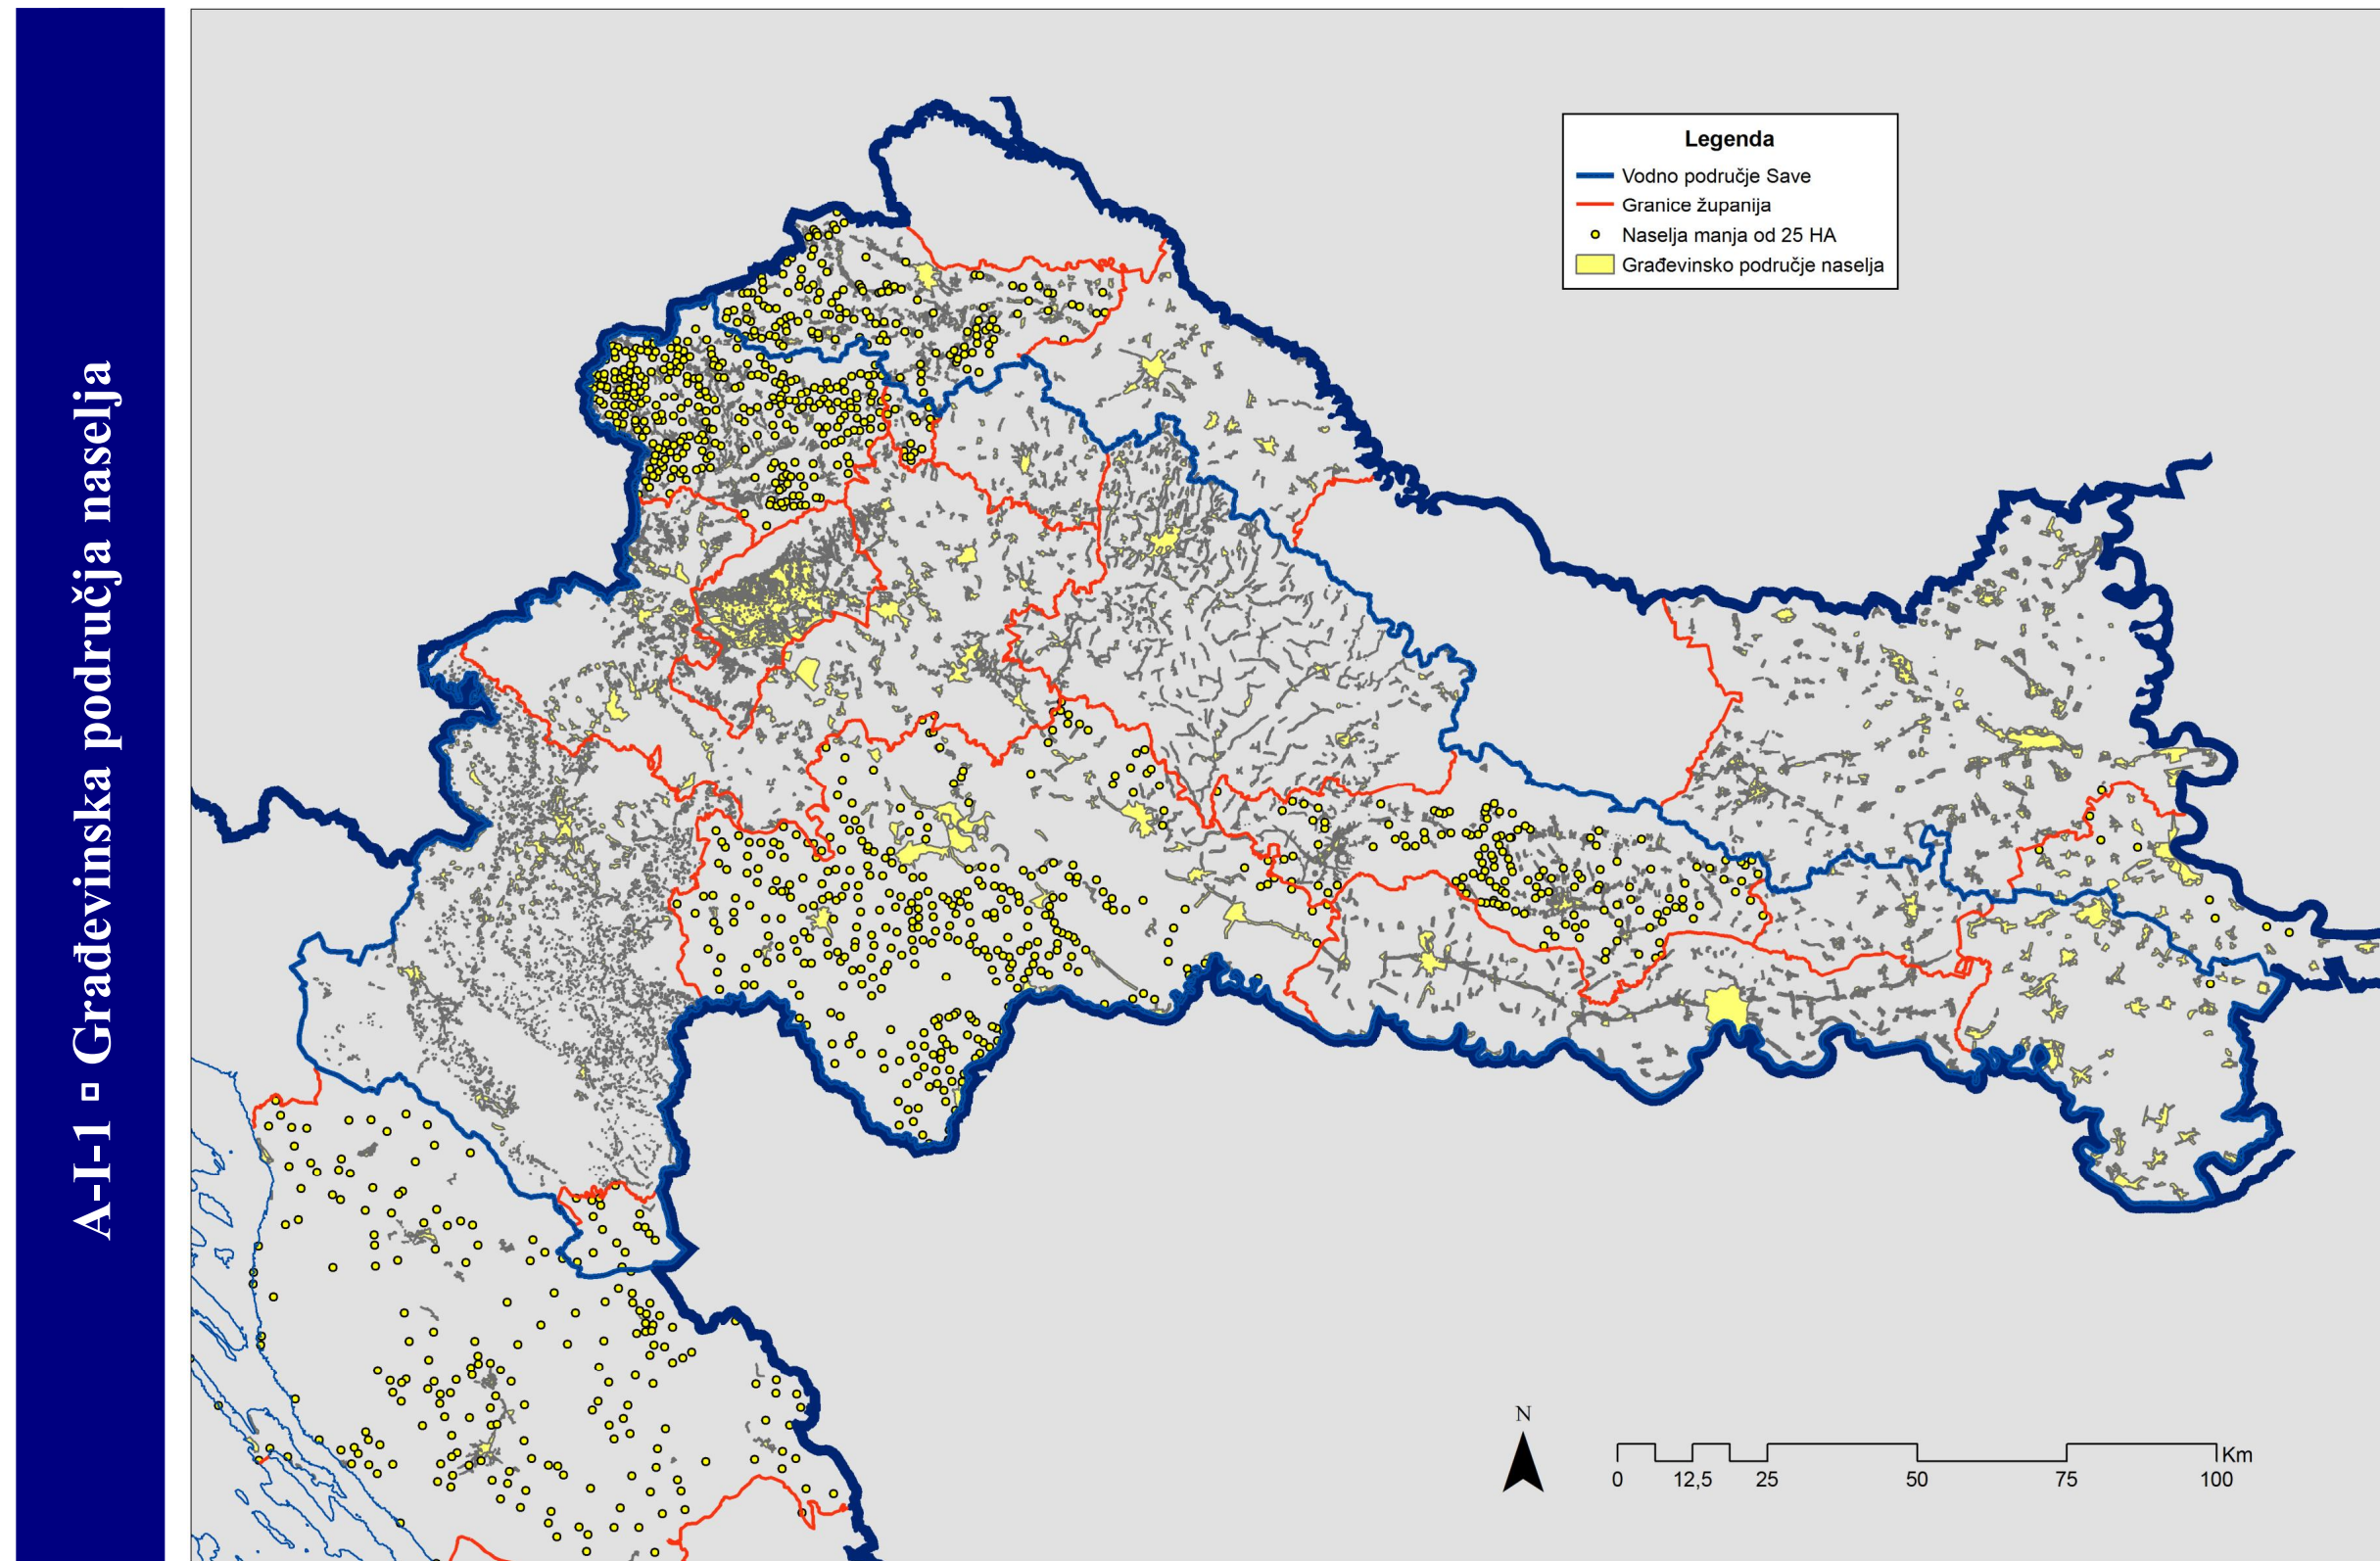 A-I-1 ▫ Građevinska područja naselja
Legenda
Vodno područje Save
Granice županija
Naselja manja od 25 HA
Građevinsko područje naselja
N
Km
0 12,5 25 50 75 100